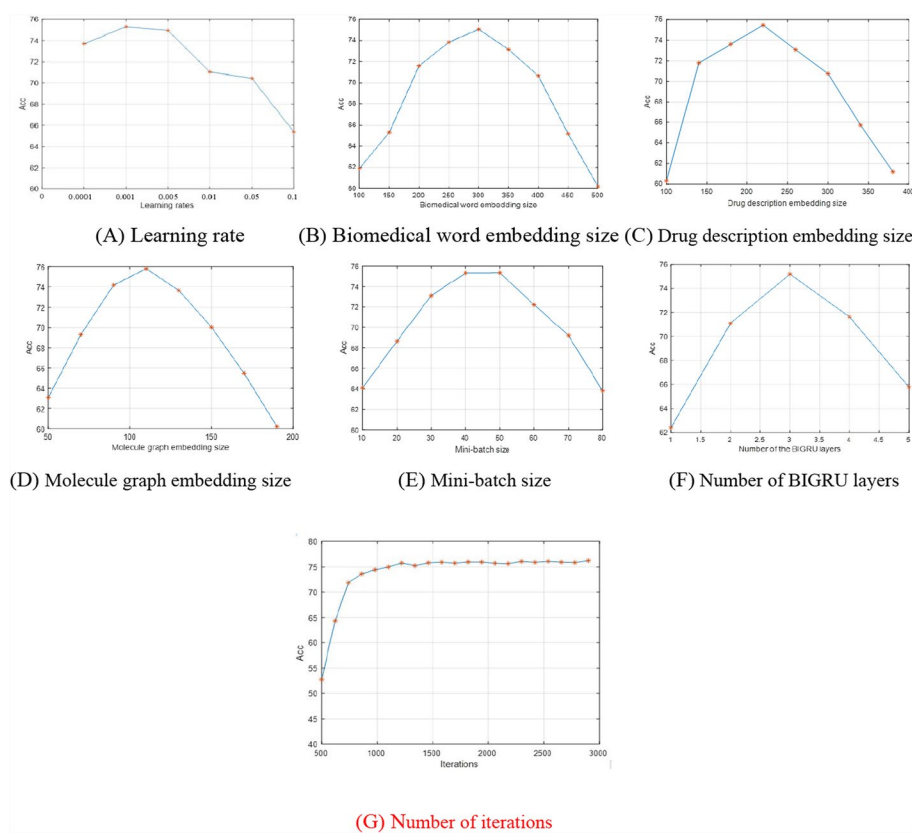 76
74
72
70
68
66
64
62
60
Acc
0 0.0001 0.001 0.005 0.01 0.05 0.1
Learning rates
(A) Learning rate
76
74
72
70
68
66
64
62
60
Acc
100 150 200 250 300 350 400 450 500
Biomedical word embedding size
(B) Biomedical word embedding size
76
74
72
70
68
66
64
62
60
Acc
100 150 200 250 300 350 400
Drug description embedding size
(C) Drug description embedding size
76
74
72
70
68
66
64
62
60
Acc
50 100 150 200
Molecule graph embedding size
(D) Molecule graph embedding size
76
74
72
70
68
66
64
62
60
Acc
10 20 30 40 50 60 70 80
Mini-batch size
(E) Mini-batch size
76
74
72
70
68
66
64
62
Acc
1 1.5 2 2.5 3 3.5 4 4.5 5
Number of the BIGRU layers
(F) Number of BIGRU layers
80
75
70
65
60
55
50
45
40
Acc
500 1000 1500 2000 2500 3000
Iterations
(G) Number of iterations